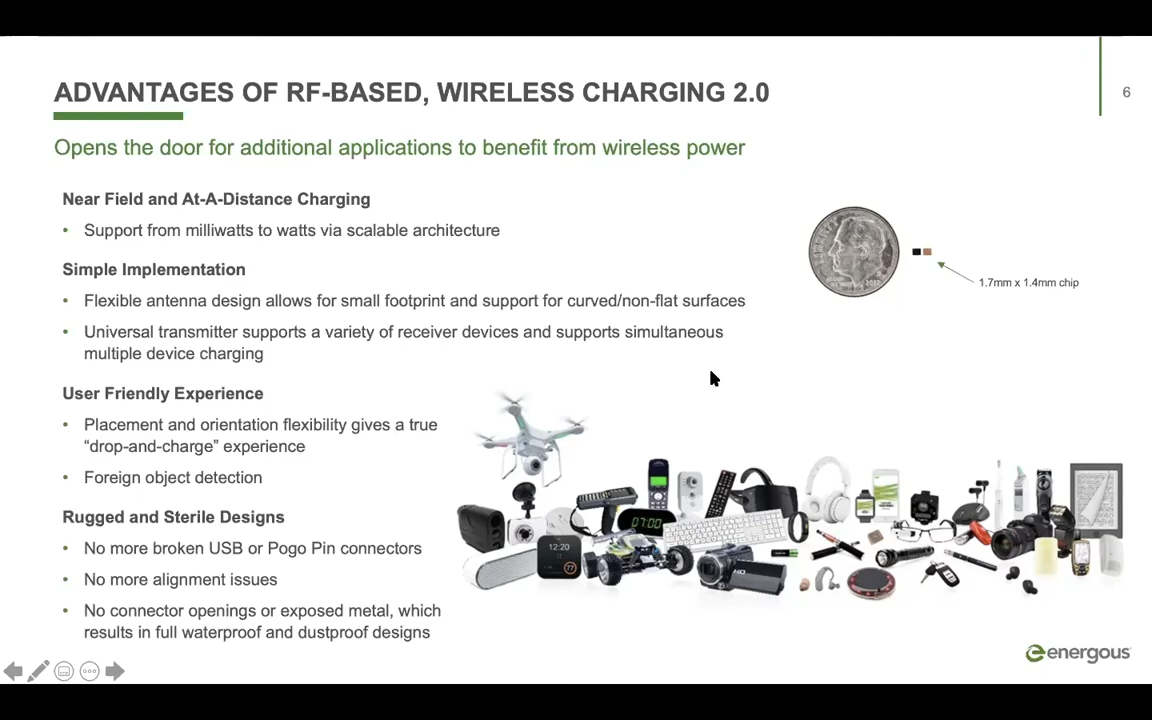 ADVANTAGES OF RF-BASED, WIRELESS CHARGING 2.0
6
Opens the door for additional applications to benefit from wireless power
Near Field and At-A-Distance Charging
• Support from milliwatts to watts via scalable architecture
Simple Implementation
• Flexible antenna design allows for small footprint and support for curved/non-flat surfaces
• Universal transmitter supports a variety of receiver devices and supports simultaneous
multiple device charging
User Friendly Experience
• Placement and orientation flexibility gives a true
“drop-and-charge” experience
• Foreign object detection
Rugged and Sterile Designs
• No more broken USB or Pogo Pin connectors
• No more alignment issues
• No connector openings or exposed metal, which
results in full waterproof and dustproof designs
1.7mm x 1.4mm chip
07:00
12:20
77
HD
energous